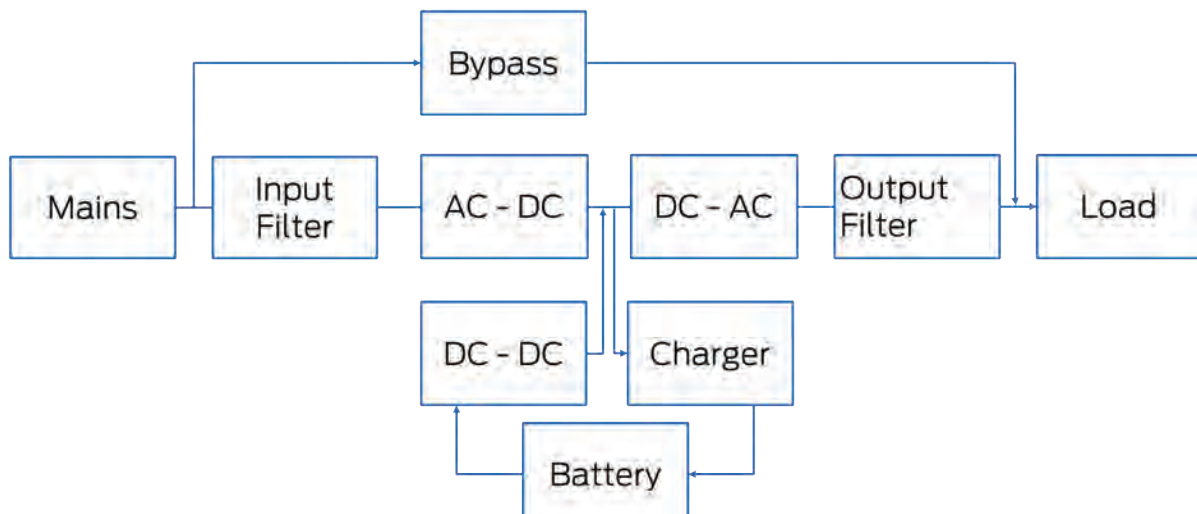 Bypass
Mains
Input
Filter
AC - DC
DC - AC
Output
Filter
Load
DC - DC
Charger
Battery